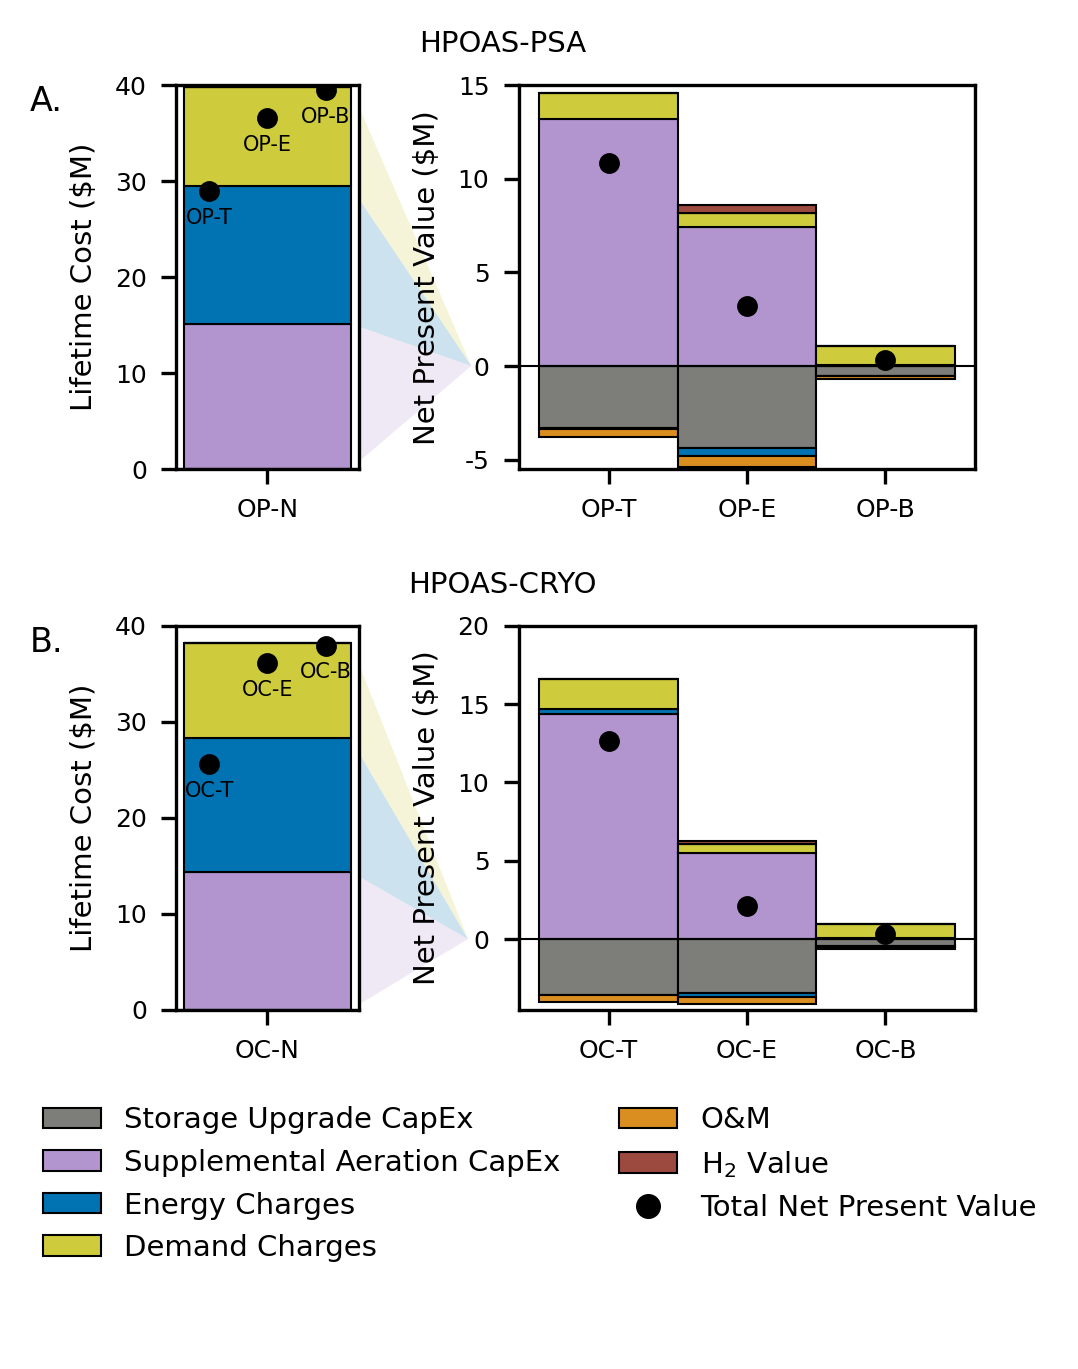 HPOAS-PSA
A.
Lifetime Cost ($M)
40
30
20
10
0
OP-B
OP-E
OP-T
OP-N
Net Present Value ($M)
15
10
5
0
-5
OP-T
OP-E
OP-B
HPOAS-CRYO
B.
Lifetime Cost ($M)
40
30
20
10
0
OC-B
OC-E
OC-T
OC-N
Net Present Value ($M)
20
15
10
5
0
OC-T
OC-E
OC-B
Storage Upgrade CapEx
Supplemental Aeration CapEx
Energy Charges
Demand Charges
O&M
H₂ Value
Total Net Present Value